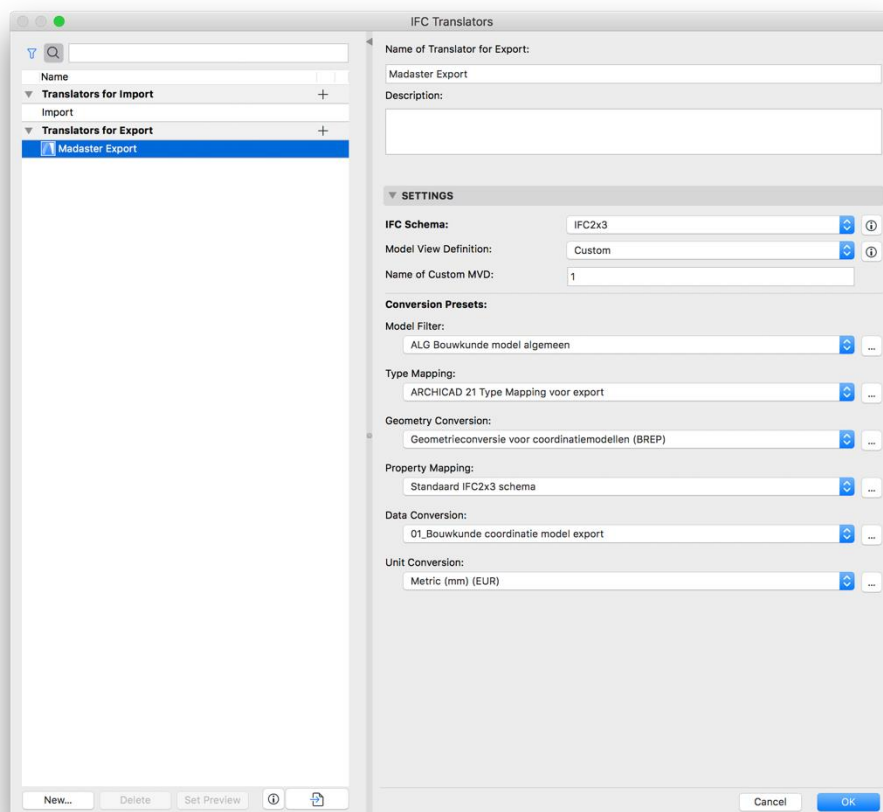 IFC Translators
Name
Translators for Import
Import
Translators for Export
Madaster Export
New...
Delete
Set Preview
Name of Translator for Export:
Madaster Export
Description:
SETTINGS
IFC Schema:
IFC2x3
Model View Definition:
Custom
Name of Custom MVD:
1
Conversion Presets:
Model Filter:
ALG Bouwkunde model algemeen
...
Type Mapping:
ARCHICAD 21 Type Mapping voor export
...
Geometry Conversion:
Geometrieconversie voor coordinatiemodellen (BREP)
...
Property Mapping:
Standaard IFC2x3 schema
...
Data Conversion:
01_Bouwkunde coordinatie model export
...
Unit Conversion:
Metric (mm) (EUR)
...
Cancel
OK